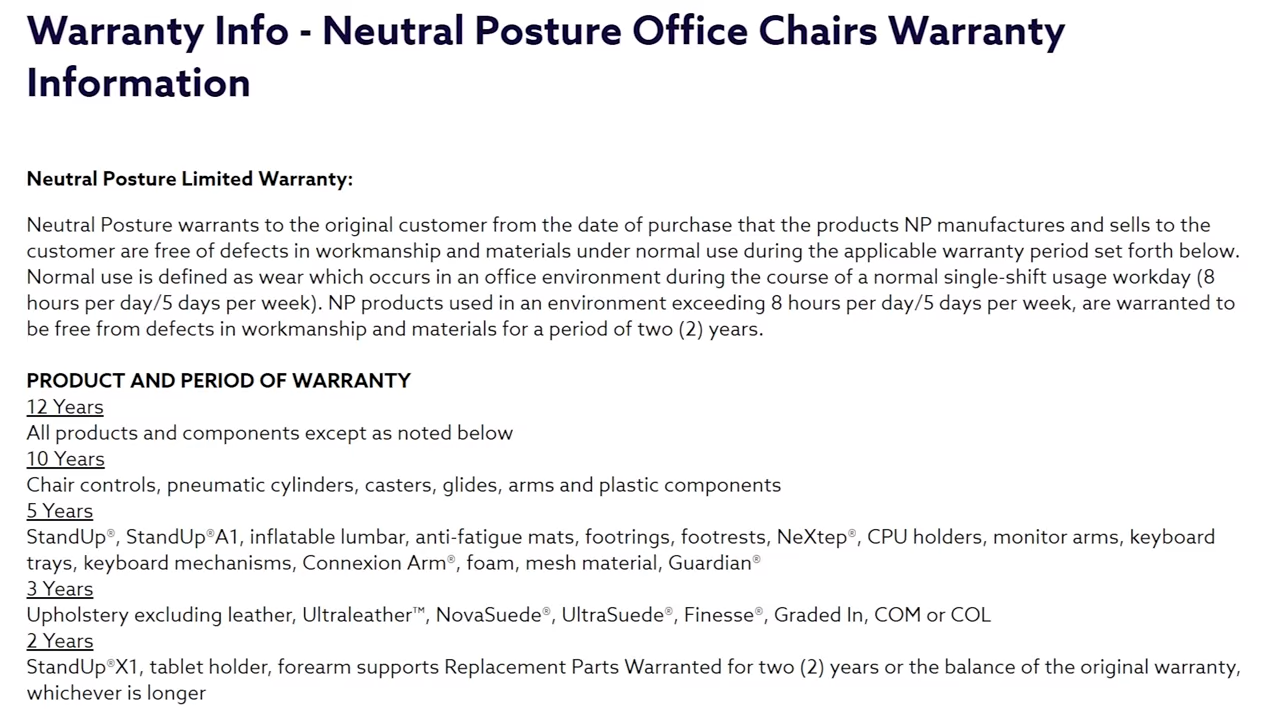 Warranty Info - Neutral Posture Office Chairs Warranty
Information
Neutral Posture Limited Warranty:
Neutral Posture warrants to the original customer from the date of purchase that the products NP manufactures and sells to the
customer are free of defects in workmanship and materials under normal use during the applicable warranty period set forth below.
Normal use is defined as wear which occurs in an office environment during the course of a normal single-shift usage workday (8
hours per day/5 days per week). NP products used in an environment exceeding 8 hours per day/5 days per week, are warranted to
be free from defects in workmanship and materials for a period of two (2) years.
PRODUCT AND PERIOD OF WARRANTY
12 Years
All products and components except as noted below
10 Years
Chair controls, pneumatic cylinders, casters, glides, arms and plastic components
5 Years
StandUp®, StandUp®A1, inflatable lumbar, anti-fatigue mats, footrings, footrests, NeXtep®, CPU holders, monitor arms, keyboard
trays, keyboard mechanisms, Connexion Arm®, foam, mesh material, Guardian®
3 Years
Upholstery excluding leather, Ultraleather™, NovaSuede®, UltraSuede®, Finesse®, Graded In, COM or COL
2 Years
StandUp®X1, tablet holder, forearm supports Replacement Parts Warranted for two (2) years or the balance of the original warranty,
whichever is longer